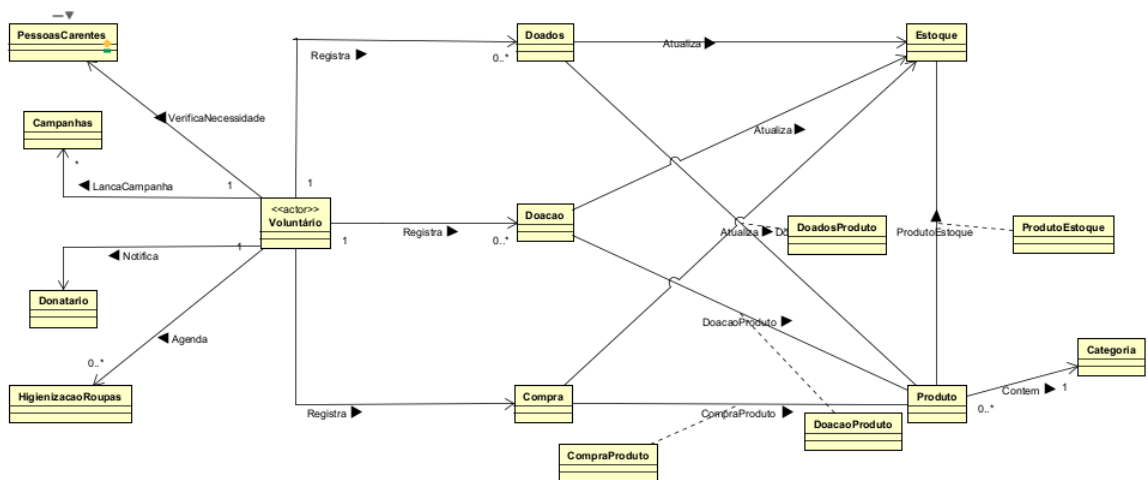 PessoasCarentes
Doados
Estoque
Registra
0..*
Atualiza
Campanhas
VerificaNecessidade
*
LancaCampanha
1
1
<<actor>>
Voluntário
Doacao
Atualiza
1
1
Registra
0..*
Atualiza
DoadosProduto
ProdutoEstoque
ProdutoEstoque
Notifica
Donatario
Agenda
DoacaoProduto
0..*
Categoria
HigienizacaoRoupas
Registra
Compra
CompraProduto
Produto
Contem
1
0..*
DoacaoProduto
CompraProduto